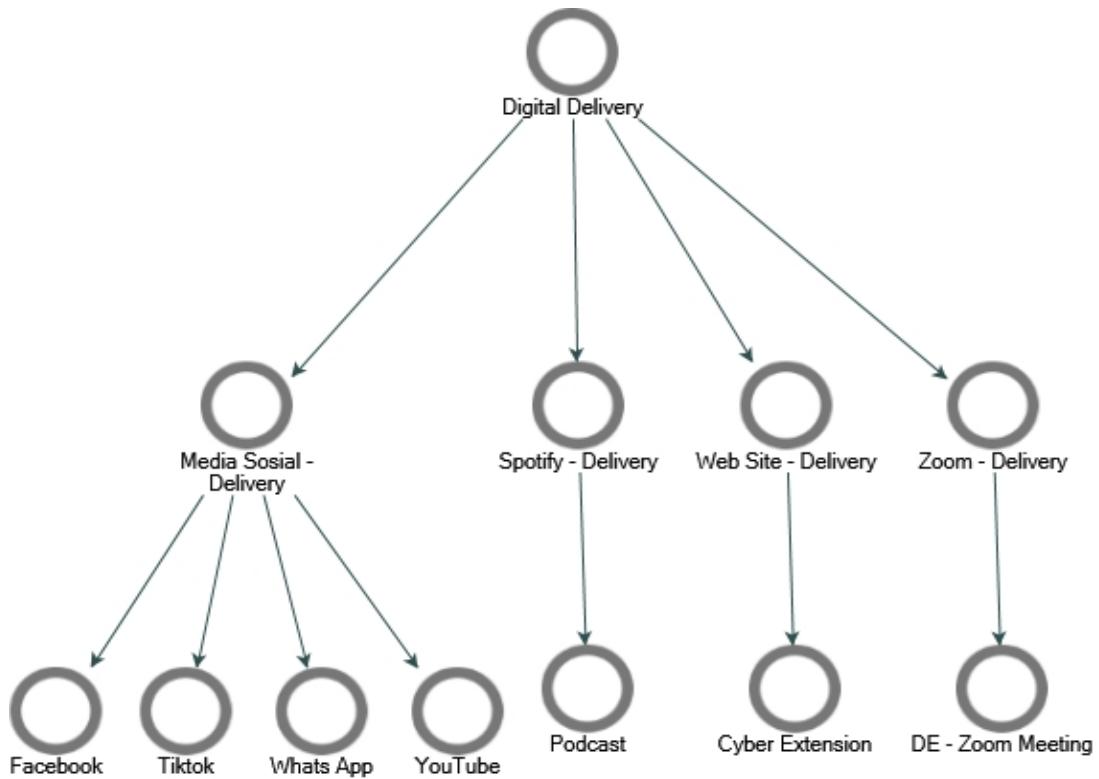 Digital Delivery
Media Sosial -
Delivery
Spotify - Delivery
Web Site - Delivery
Zoom - Delivery
Facebook
Tiktok
Whats App
YouTube
Podcast
Cyber Extension
DE - Zoom Meeting